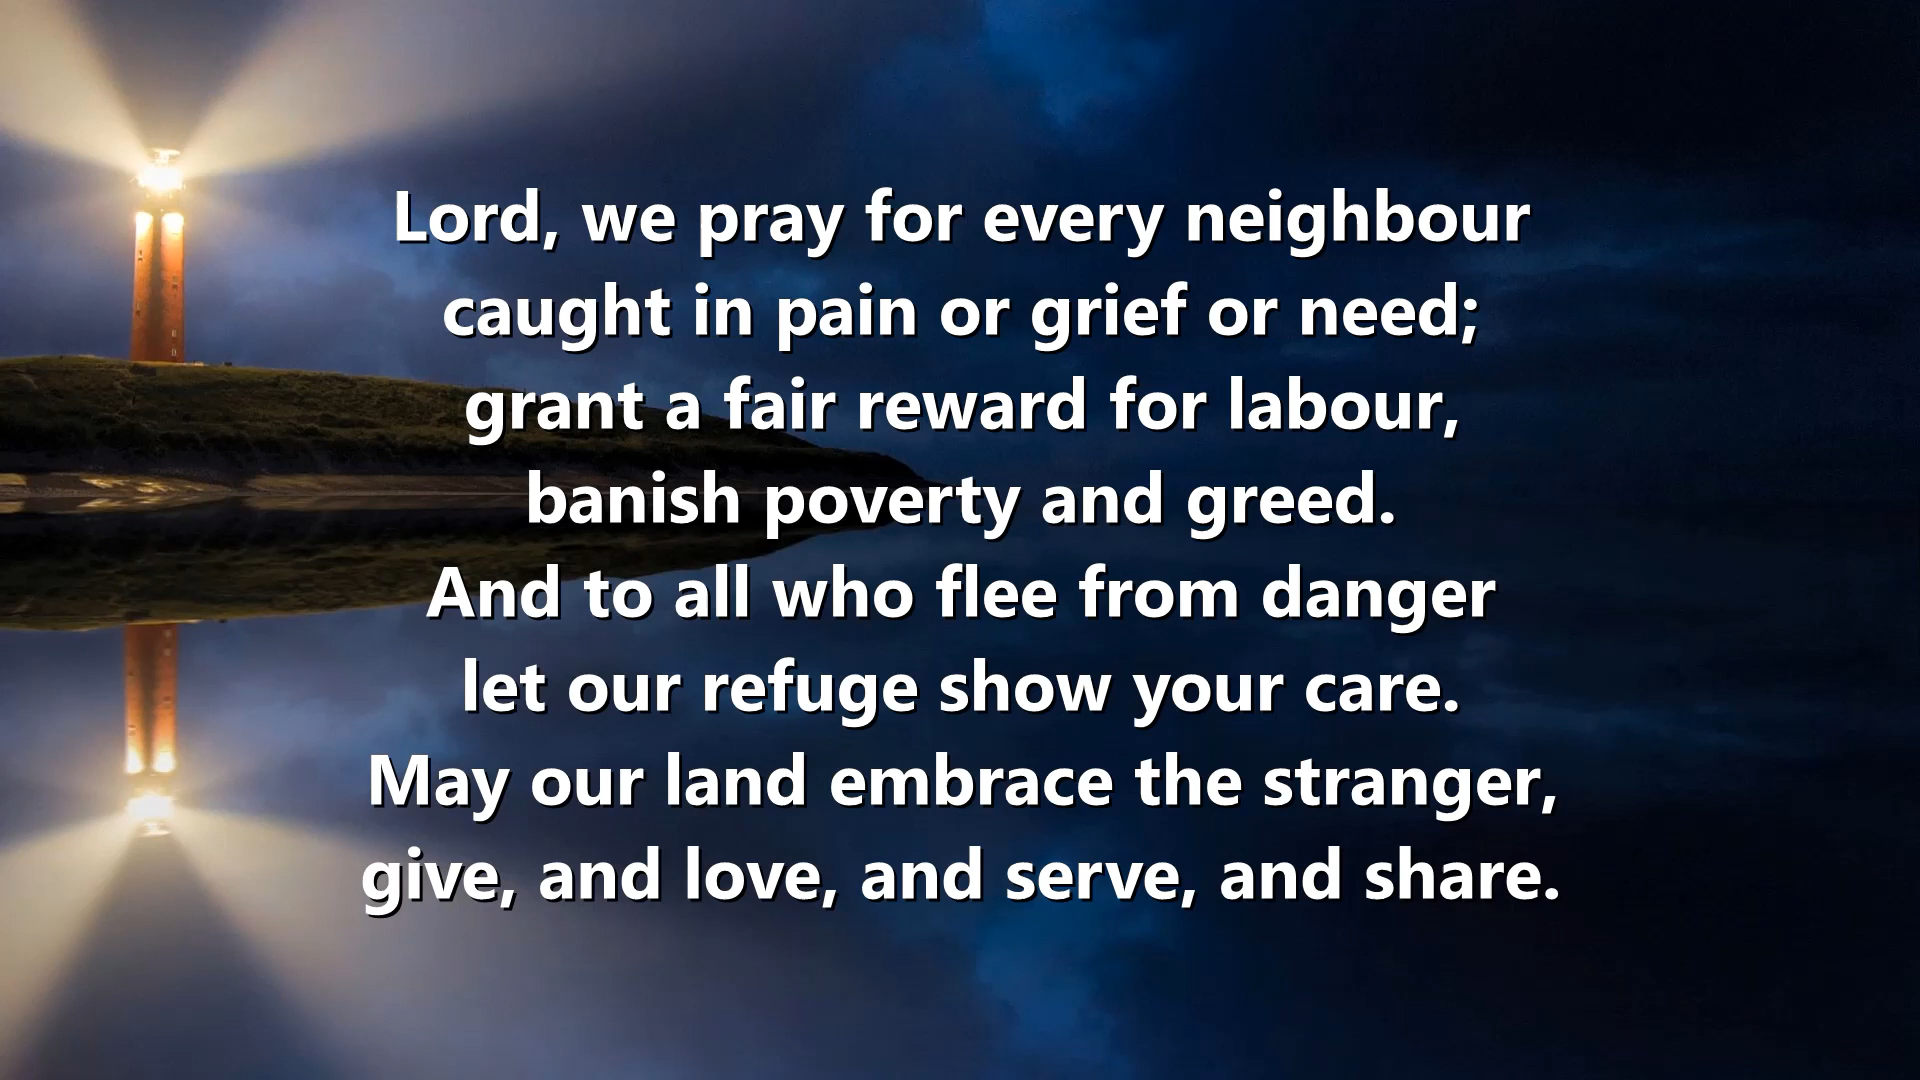 Lord, we pray for every neighbour
caught in pain or grief or need;
grant a fair reward for labour,
banish poverty and greed.
And to all who flee from danger
let our refuge show your care.
May our land embrace the stranger,
give, and love, and serve, and share.